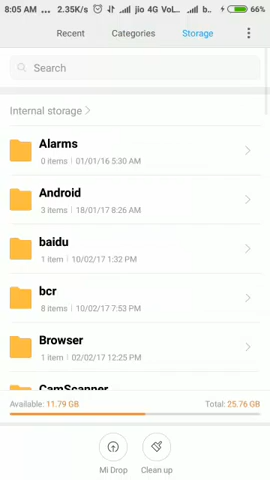 8:05 AM ... 2.35K/s jio 4G VoL... b.. 66%
Recent Categories Storage
Search
Internal storage
Alarms
0 items | 01/01/16 5:30 AM
Android
3 items | 18/01/17 8:26 AM
baidu
1 item | 10/02/17 1:32 PM
bcr
8 items | 10/02/17 7:53 PM
Browser
1 item | 02/02/17 12:25 PM
CamScanner
Available: 11.79 GB Total: 25.76 GB
Mi Drop Clean up